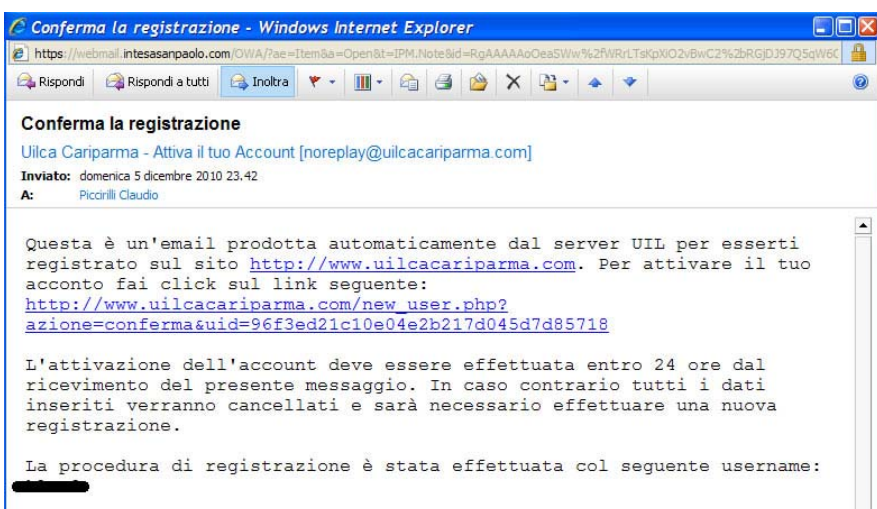 Conferma la registrazione - Windows Internet Explorer
https://webmail.intesasanpaolo.com/OWA/?ae=Item&a=Open&t=IPM.Note&id=
Rispondi Rispondi a tutti Inoltra
Conferma la registrazione
Uilca Cariparma - Attiva il tuo Account [noreplay@uilcacariparma.com]
Inviato: domenica 5 dicembre 2010 23.42
A: Piccirilli Claudio
Questa è un'email prodotta automaticamente dal server UIL per esserti
registrato sul sito http://www.uilcacariparma.com. Per attivare il tuo
acconto fai click sul link seguente:
http://www.uilcacariparma.com/new_user.php?
azione=conferma&uid=96f3ed21c10e04e2b217d045d7d85718
L'attivazione dell'account deve essere effettuata entro 24 ore dal
ricevimento del presente messaggio. In caso contrario tutti i dati
inseriti verranno cancellati e sarà necessario effettuare una nuova
registrazione.
La procedura di registrazione è stata effettuata col seguente username: